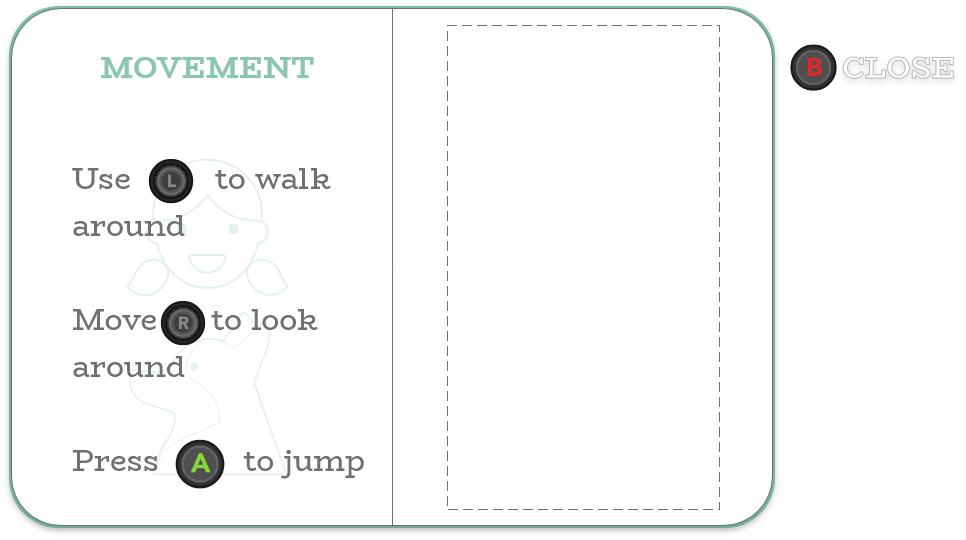 MOVEMENT
B CLOSE
Use L to walk
around
Move R to look
around
Press A to jump